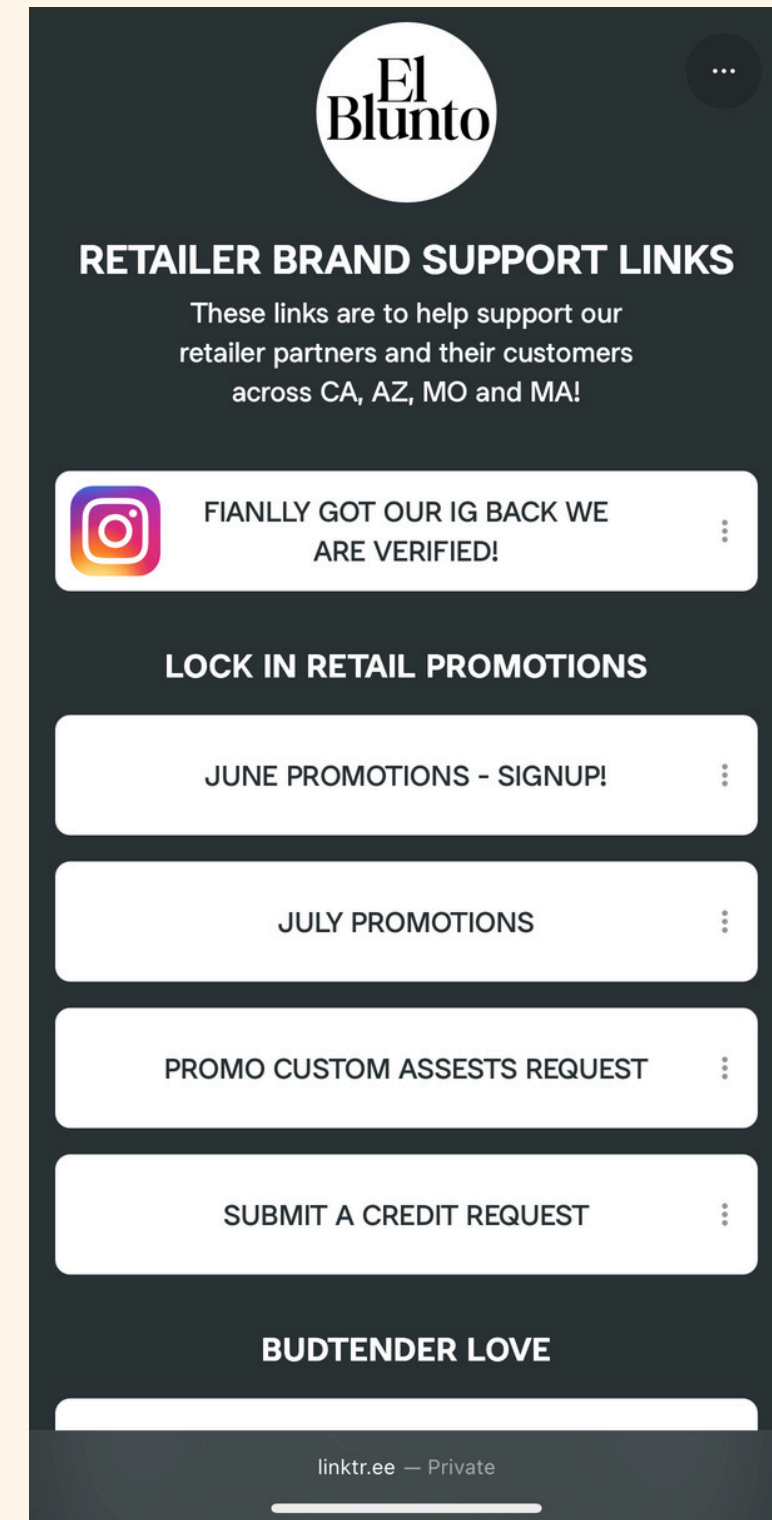 El
Blunto
RETAILER BRAND SUPPORT LINKS
These links are to help support our
retailer partners and their customers
across CA, AZ, MO and MA!
FIANLLY GOT OUR IG BACK WE
ARE VERIFIED!
LOCK IN RETAIL PROMOTIONS
JUNE PROMOTIONS - SIGNUP!
JULY PROMOTIONS
PROMO CUSTOM ASSESTS REQUEST
SUBMIT A CREDIT REQUEST
BUDTENDER LOVE
linktr.ee — Private